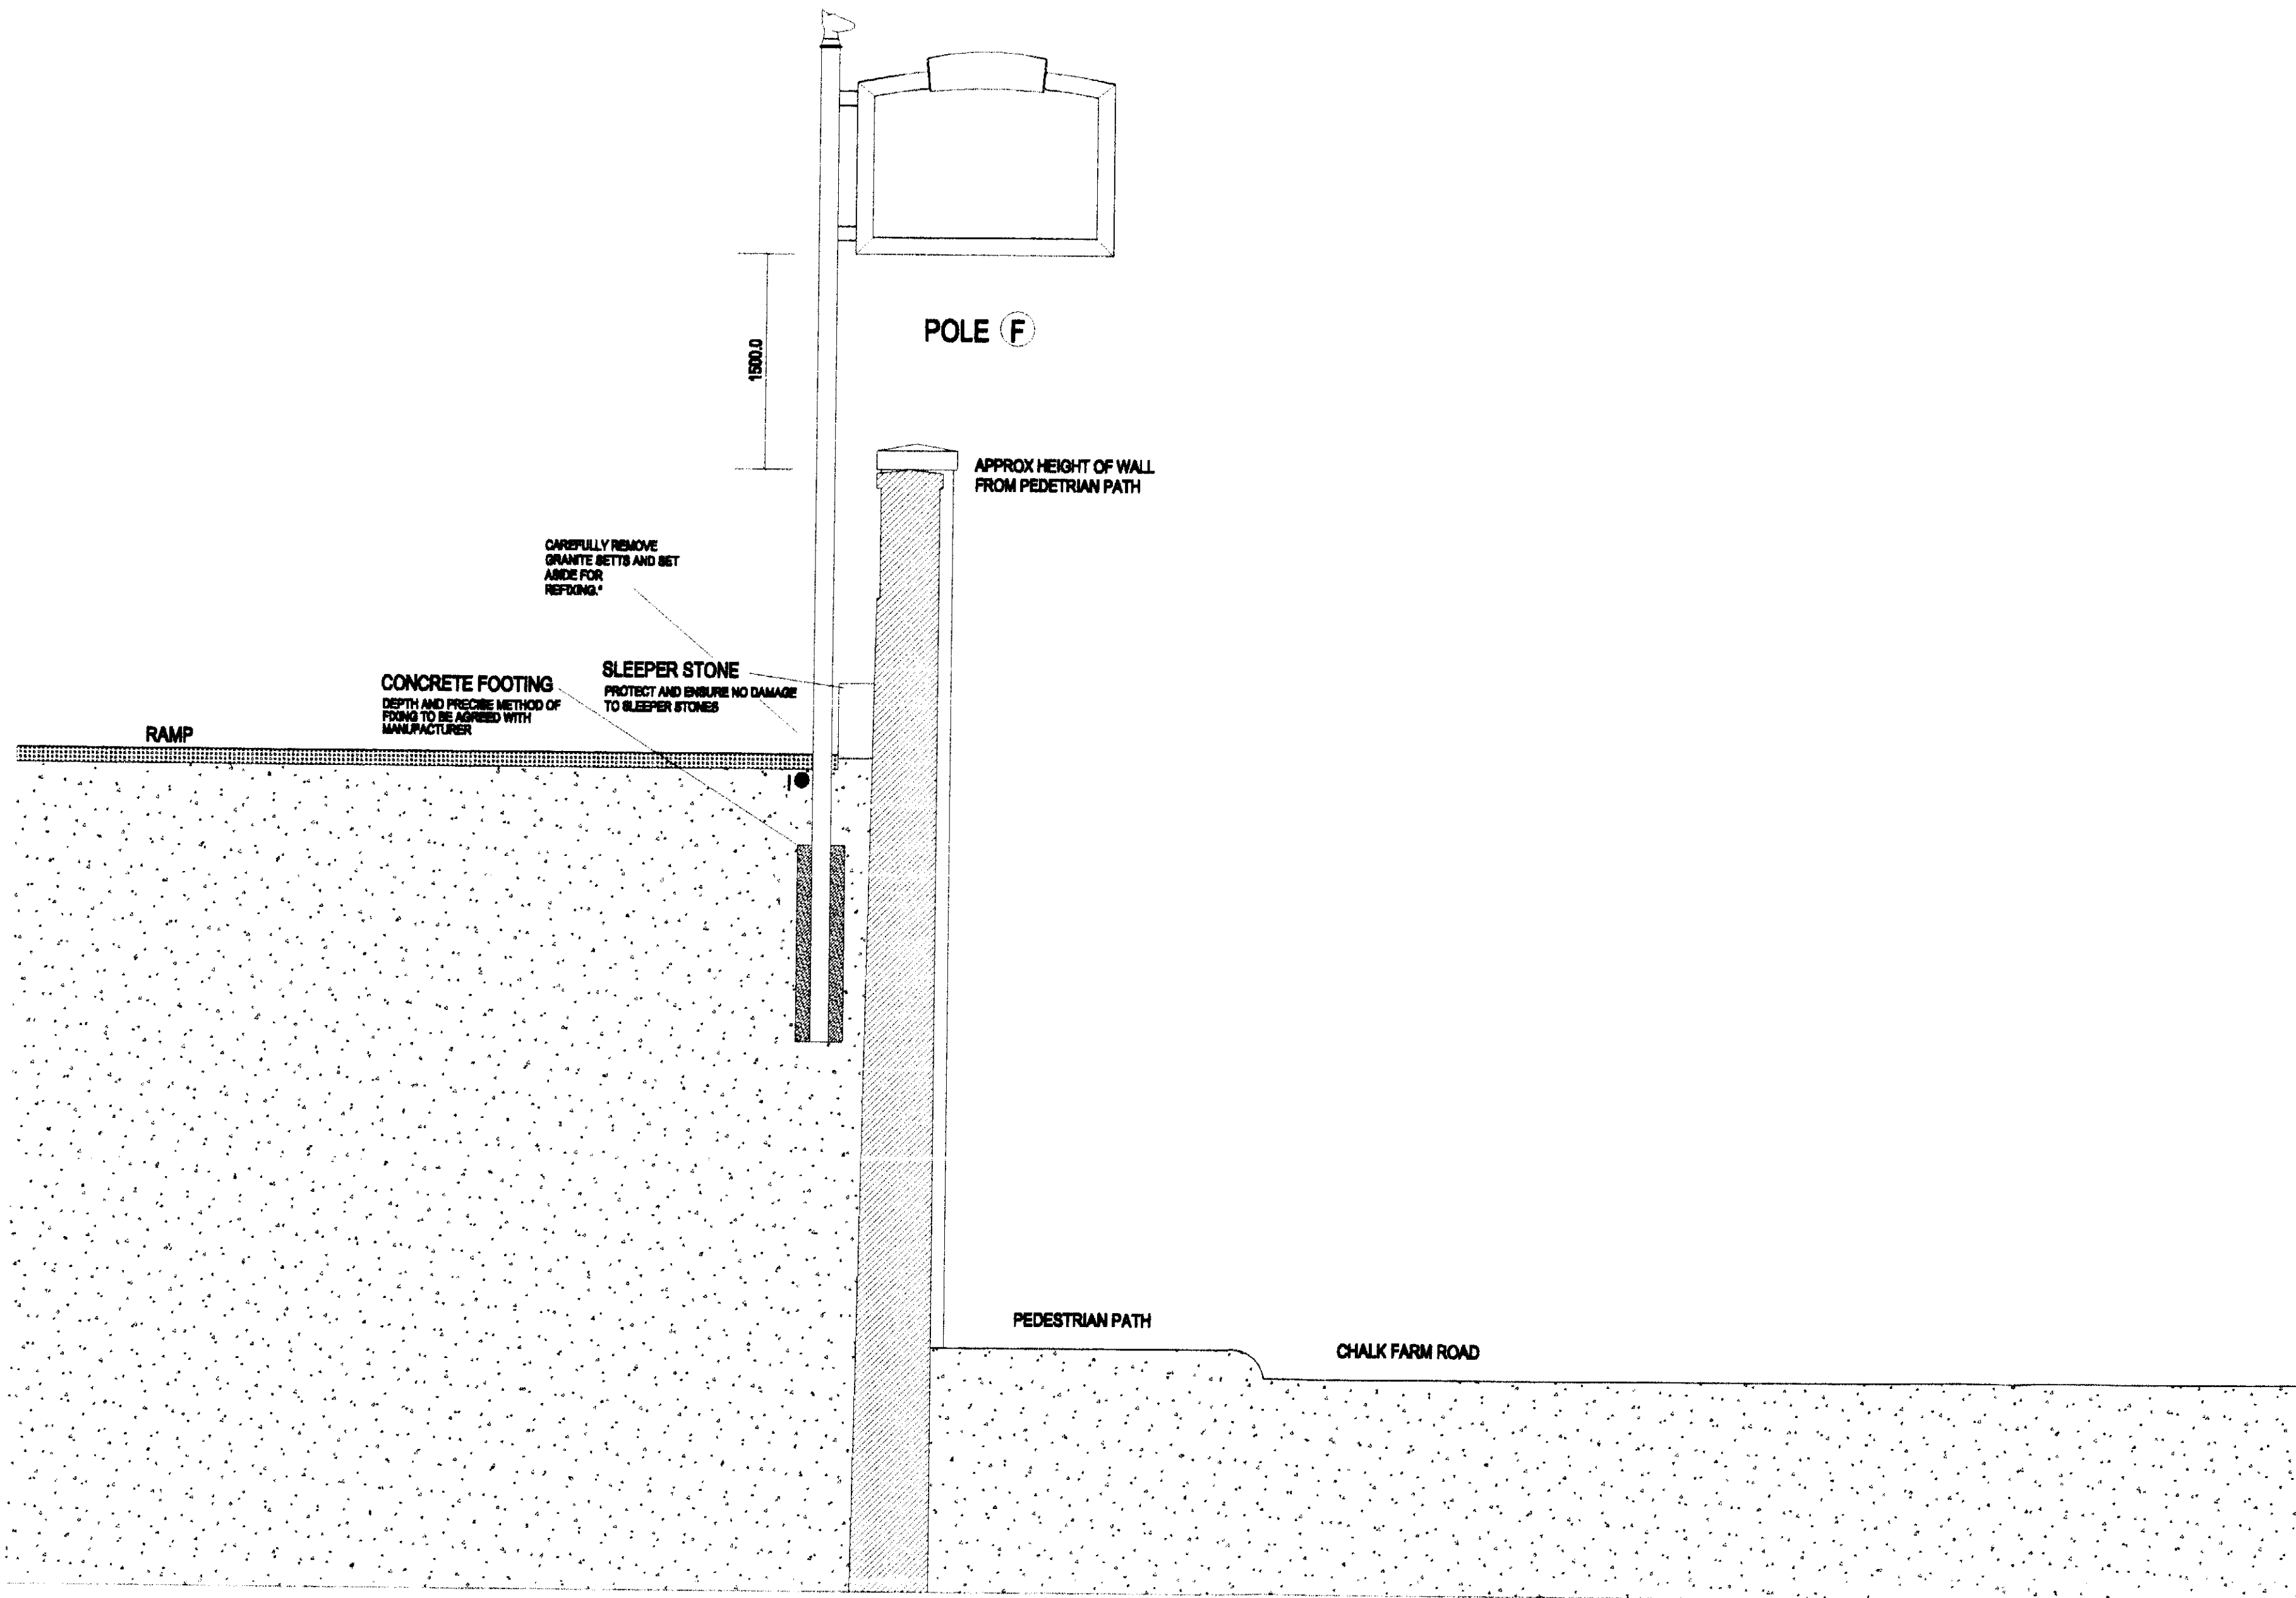 POLE F
1500.0
APPROX HEIGHT OF WALL
FROM PEDETRIAN PATH
CAREFULLY REMOVE
GRANITE SETTS AND SET
ASIDE FOR
REFIXING.*
SLEEPER STONE
PROTECT AND ENSURE NO DAMAGE
TO SLEEPER STONES
CONCRETE FOOTING
DEPTH AND PRECISE METHOD OF
FIXING TO BE AGREED WITH
MANUFACTURER
RAMP
PEDESTRIAN PATH
CHALK FARM ROAD